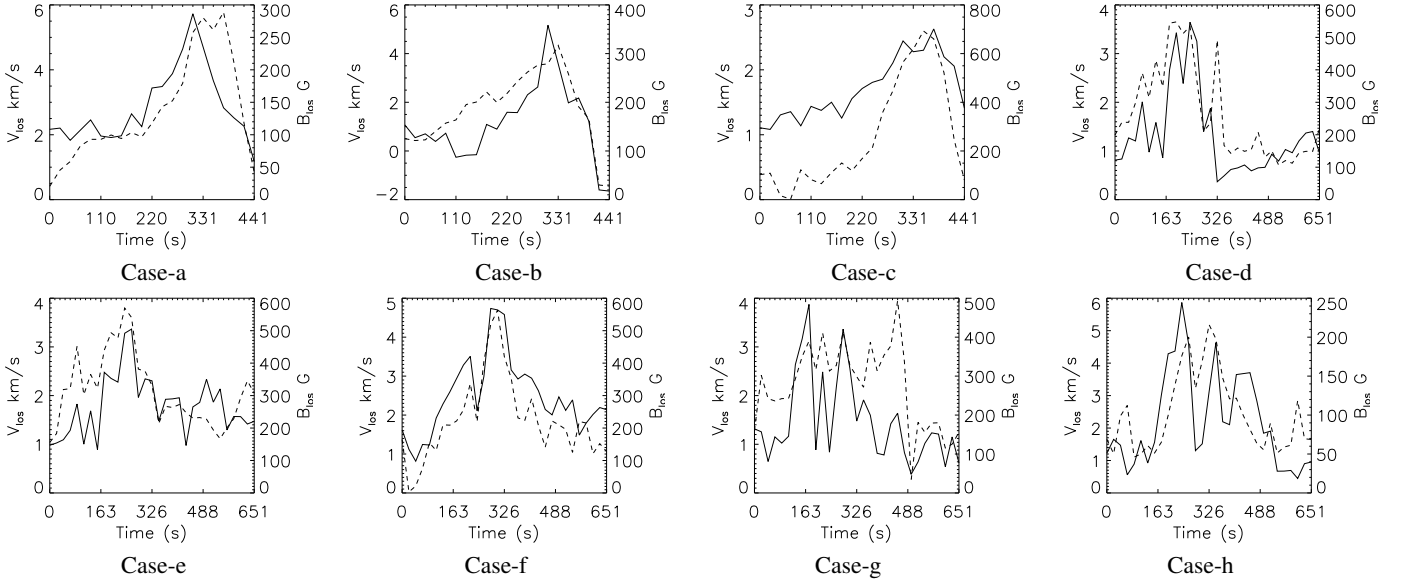 6
4
2
0
V_los km/s
300
250
200
150
100
50
0
B_los G
0 110 220 331 441
Time (s)
Case-a
6
4
2
0
−2
V_los km/s
400
300
200
100
0
B_los G
0 110 220 331 441
Time (s)
Case-b
3
2
1
0
V_los km/s
800
600
400
200
0
B_los G
0 110 220 331 441
Time (s)
Case-c
4
3
2
1
0
V_los km/s
600
500
400
300
200
100
0
B_los G
0 163 326 488 651
Time (s)
Case-d
4
3
2
1
0
V_los km/s
600
500
400
300
200
100
0
B_los G
0 163 326 488 651
Time (s)
Case-e
5
4
3
2
1
0
V_los km/s
600
500
400
300
200
100
0
B_los G
0 163 326 488 651
Time (s)
Case-f
4
3
2
1
0
V_los km/s
500
400
300
200
100
0
B_los G
0 163 326 488 651
Time (s)
Case-g
6
5
4
3
2
1
0
V_los km/s
250
200
150
100
50
0
B_los G
0 163 326 488 651
Time (s)
Case-h